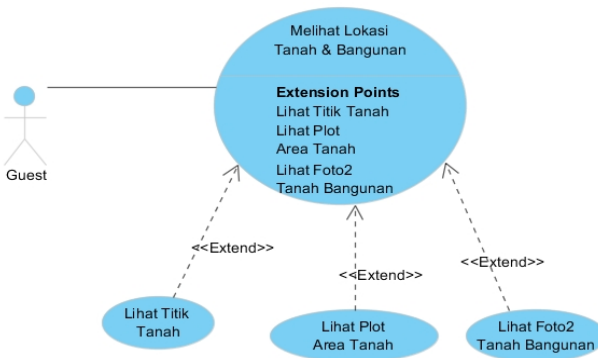 Melihat Lokasi
Tanah & Bangunan
Extension Points
Lihat Titik Tanah
Lihat Plot
Area Tanah
Lihat Foto2
Tanah Bangunan
Guest
<<Extend>>
<<Extend>>
<<Extend>>
Lihat Titik
Tanah
Lihat Plot
Area Tanah
Lihat Foto2
Tanah Bangunan